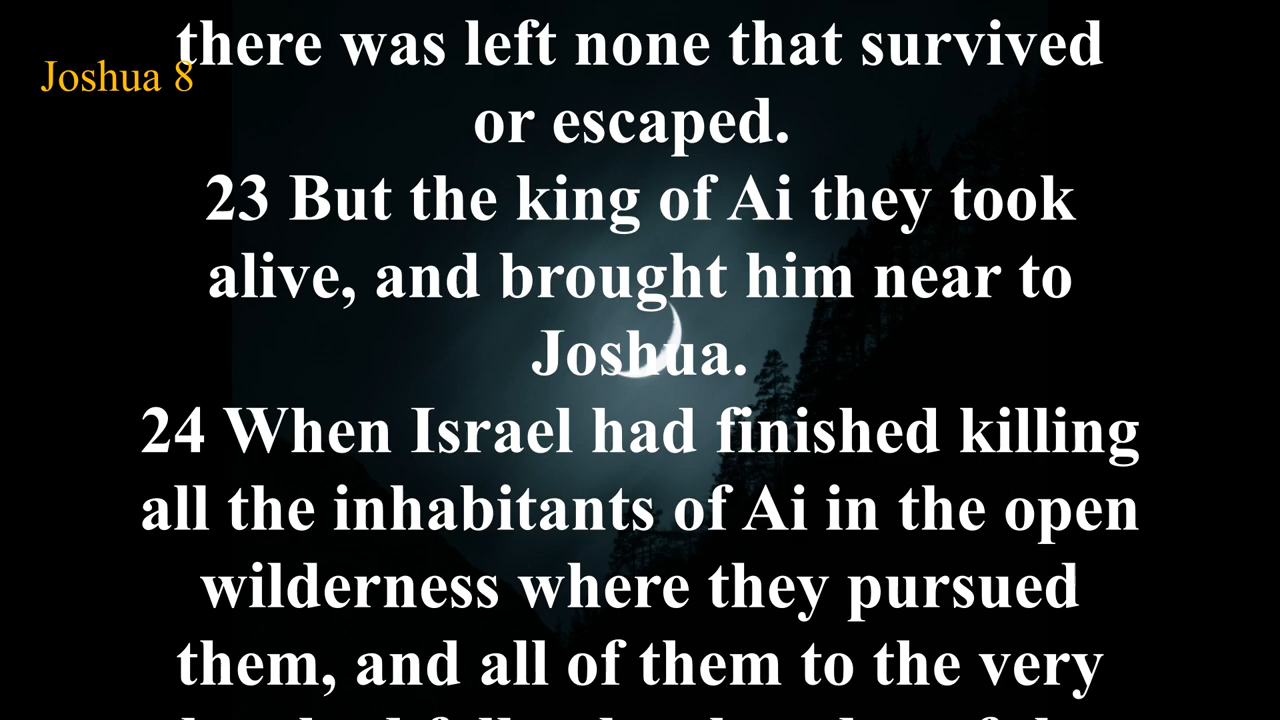 there was left none that survived
Joshua 8
or escaped.
23 But the king of Ai they took
alive, and brought him near to
Joshua.
24 When Israel had finished killing
all the inhabitants of Ai in the open
wilderness where they pursued
them, and all of them to the very